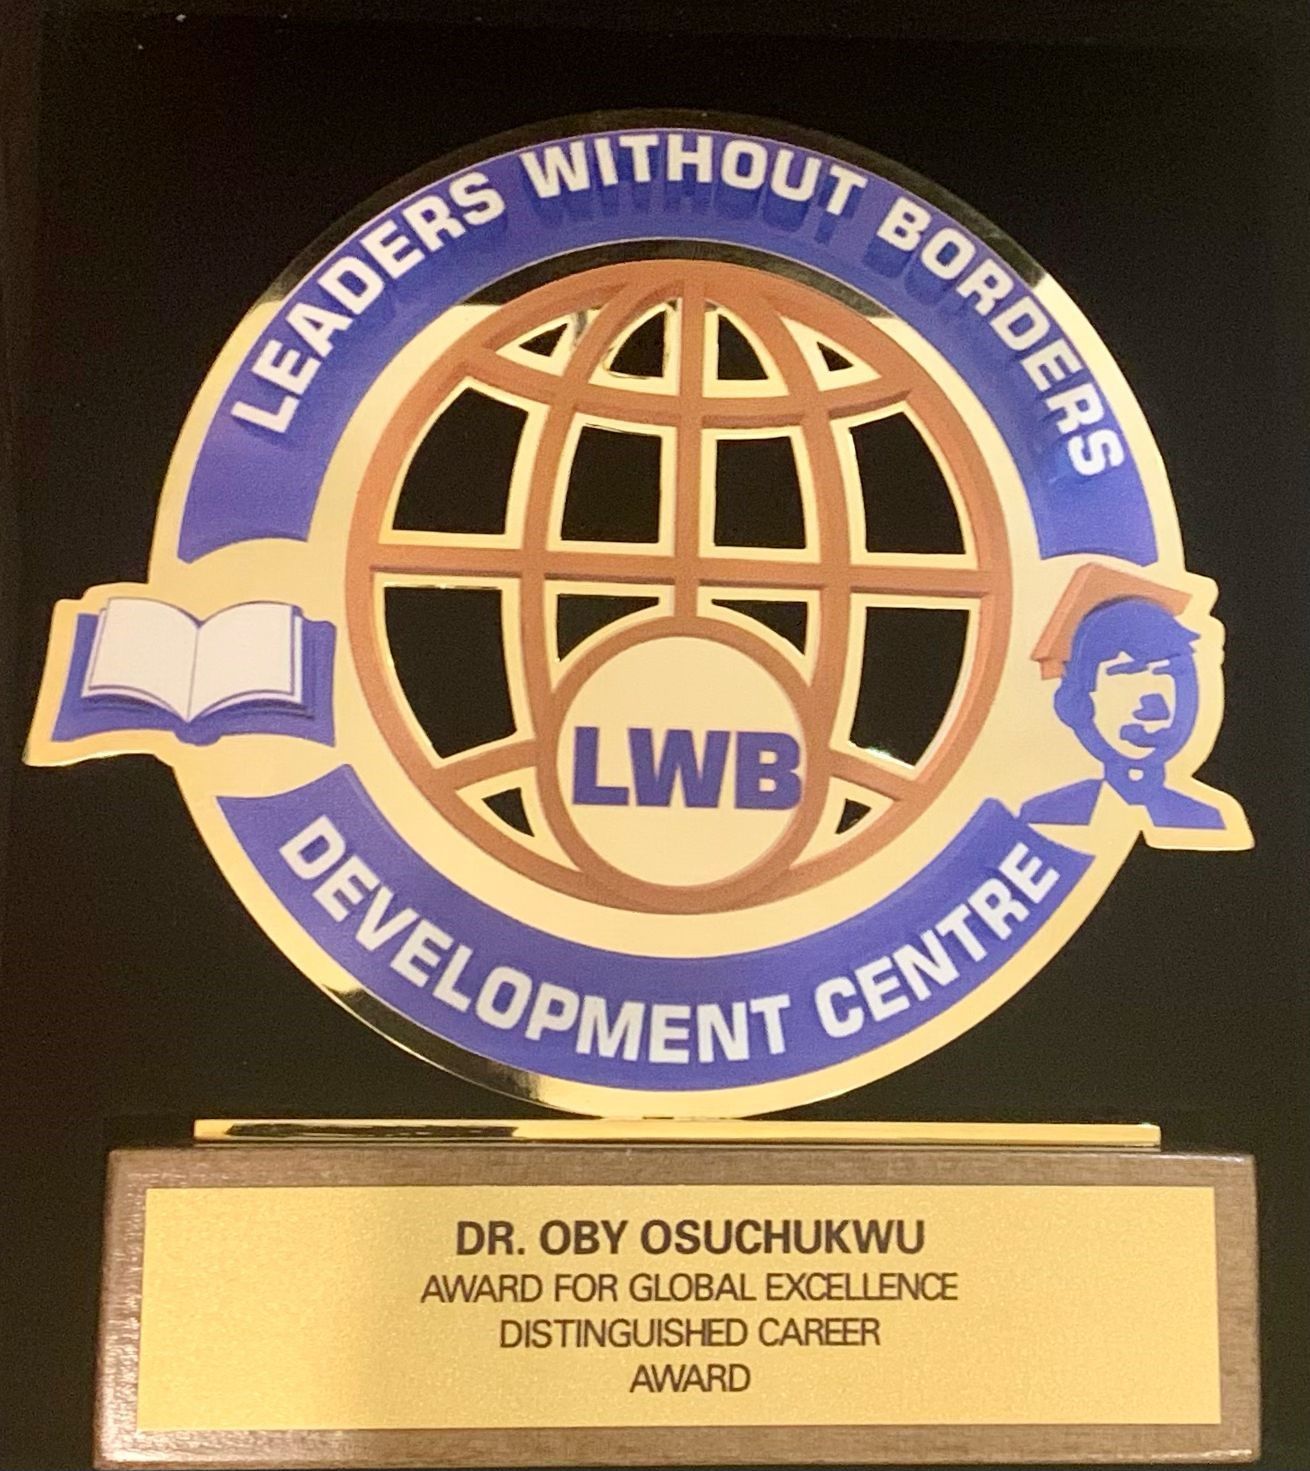 LEADERS WITHOUT BORDERS
LWB
DEVELOPMENT CENTRE
DR. OBY OSUCHUKWU
AWARD FOR GLOBAL EXCELLENCE
DISTINGUISHED CAREER
AWARD